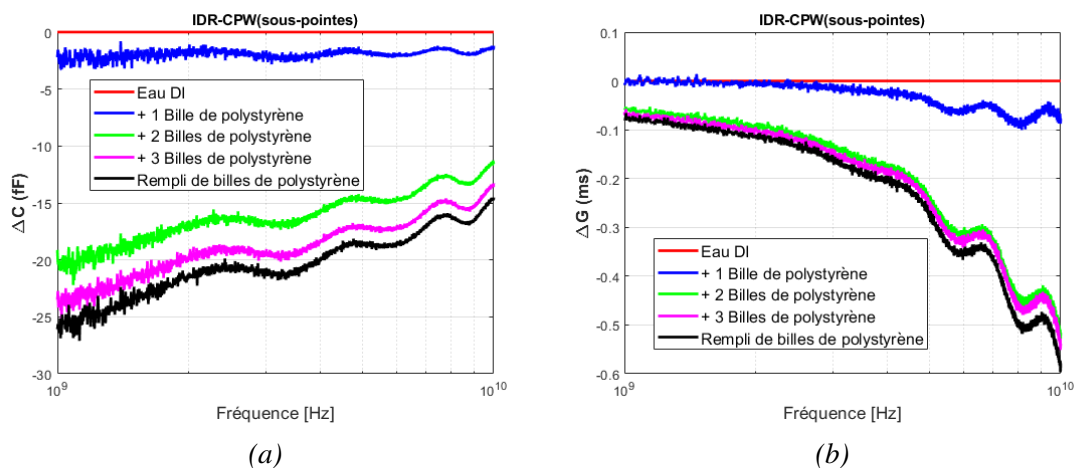 IDR-CPW(sous-pointes)
0
-5
-10
-15
-20
-25
-30
△C (fF)
Eau DI
+ 1 Bille de polystyrène
+ 2 Billes de polystyrène
+ 3 Billes de polystyrène
Rempli de billes de polystyrène
10^9
10^10
Fréquence [Hz]
(a)
IDR-CPW(sous-pointes)
0.1
0
-0.1
-0.2
-0.3
-0.4
-0.5
-0.6
△G (ms)
Eau DI
+ 1 Bille de polystyrène
+ 2 Billes de polystyrène
+ 3 Billes de polystyrène
Rempli de billes de polystyrène
10^9
10^10
Fréquence [Hz]
(b)